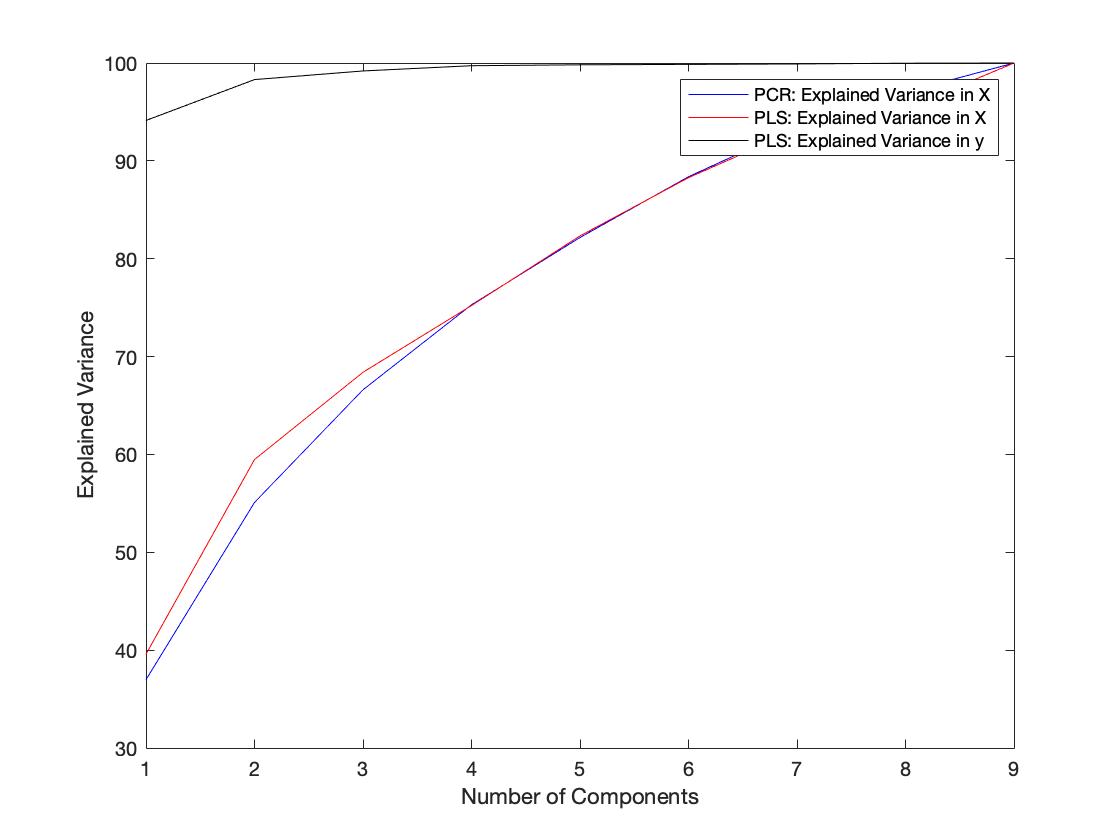 100
90
80
70
60
50
40
30
Explained Variance
PCR: Explained Variance in X
PLS: Explained Variance in X
PLS: Explained Variance in y
1 2 3 4 5 6 7 8 9
Number of Components